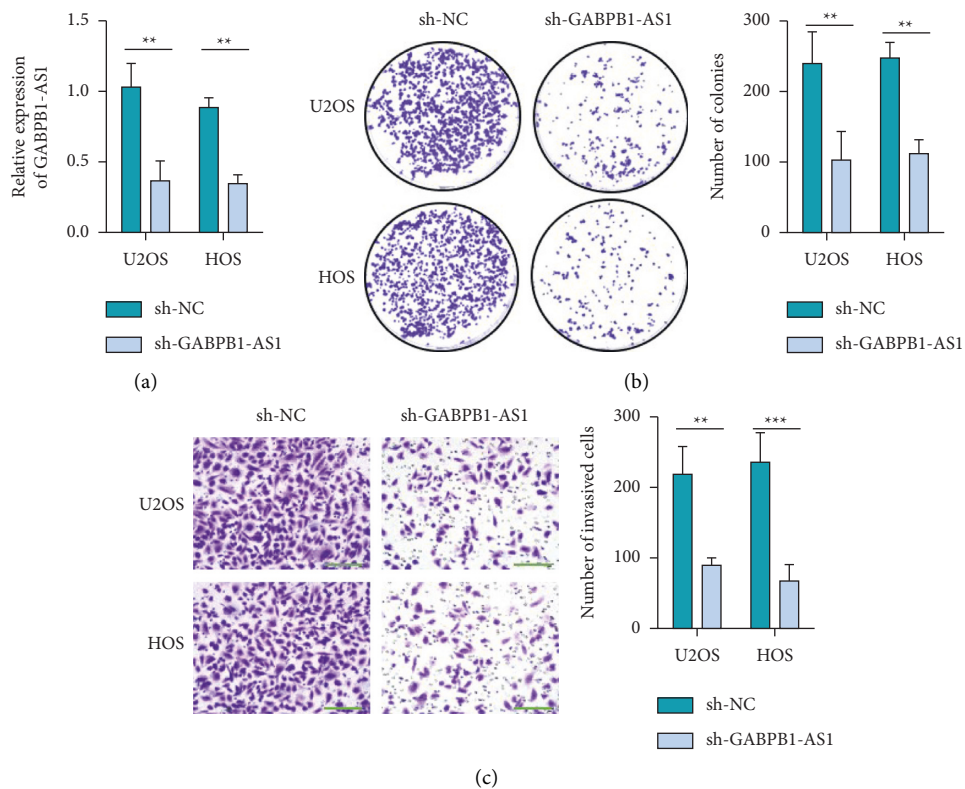 1.5
1.0
0.5
0.0
Relative expression
of GABPB1-AS1
**
**
U2OS
HOS
sh-NC
sh-GABPB1-AS1
(a)
sh-NC
sh-GABPB1-AS1
U2OS
HOS
300
200
100
0
Number of colonies
**
**
U2OS
HOS
sh-NC
sh-GABPB1-AS1
(b)
sh-NC
sh-GABPB1-AS1
U2OS
HOS
300
200
100
0
Number of invasived cells
**
***
U2OS
HOS
sh-NC
sh-GABPB1-AS1
(c)